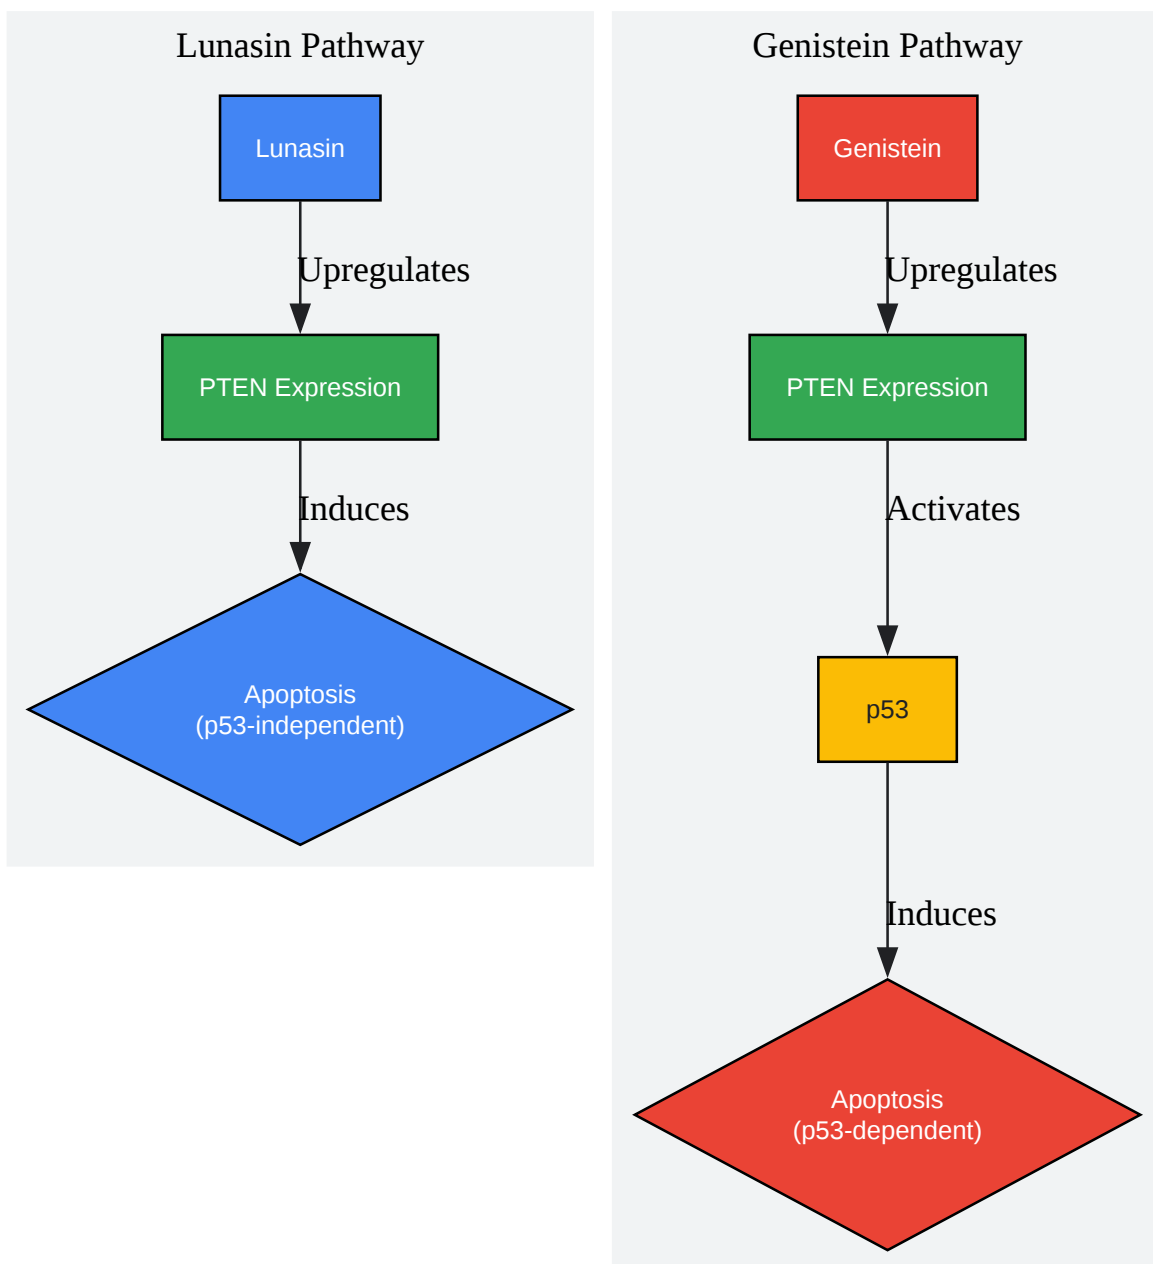 Lunasin Pathway
Lunasin
Upregulates
PTEN Expression
Induces
Apoptosis
(p53-independent)
Genistein Pathway
Genistein
Upregulates
PTEN Expression
Activates
p53
Induces
Apoptosis
(p53-dependent)